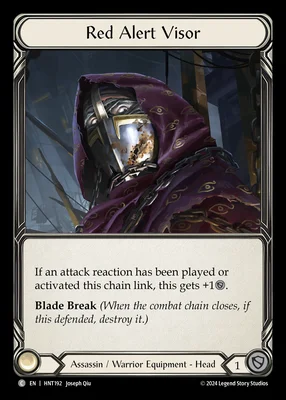 Red Alert Visor
If an attack reaction has been played or
activated this chain link, this gets +1.
Blade Break (When the combat chain closes, if
this defended, destroy it.)
Assassin / Warrior Equipment - Head
1
C EN | HNT192 Joseph Qiu
© 2024 Legend Story Studios